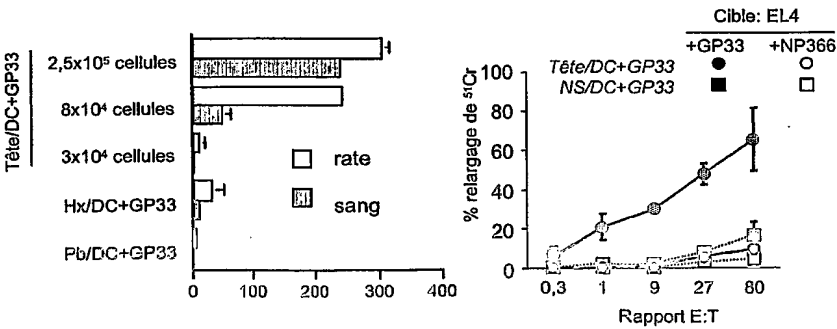 Tête/DC+GP33
2,5x10⁵ cellules
8x10⁴ cellules
3x10⁴ cellules
Hx/DC+GP33
Pb/DC+GP33
rate
sang
0 100 200 300 400
Cible: EL4
+GP33 +NP366
Tête/DC+GP33
NS/DC+GP33
% relargage de ⁵¹Cr
100
80
60
40
20
0
0,3 1 9 27 80
Rapport E:T